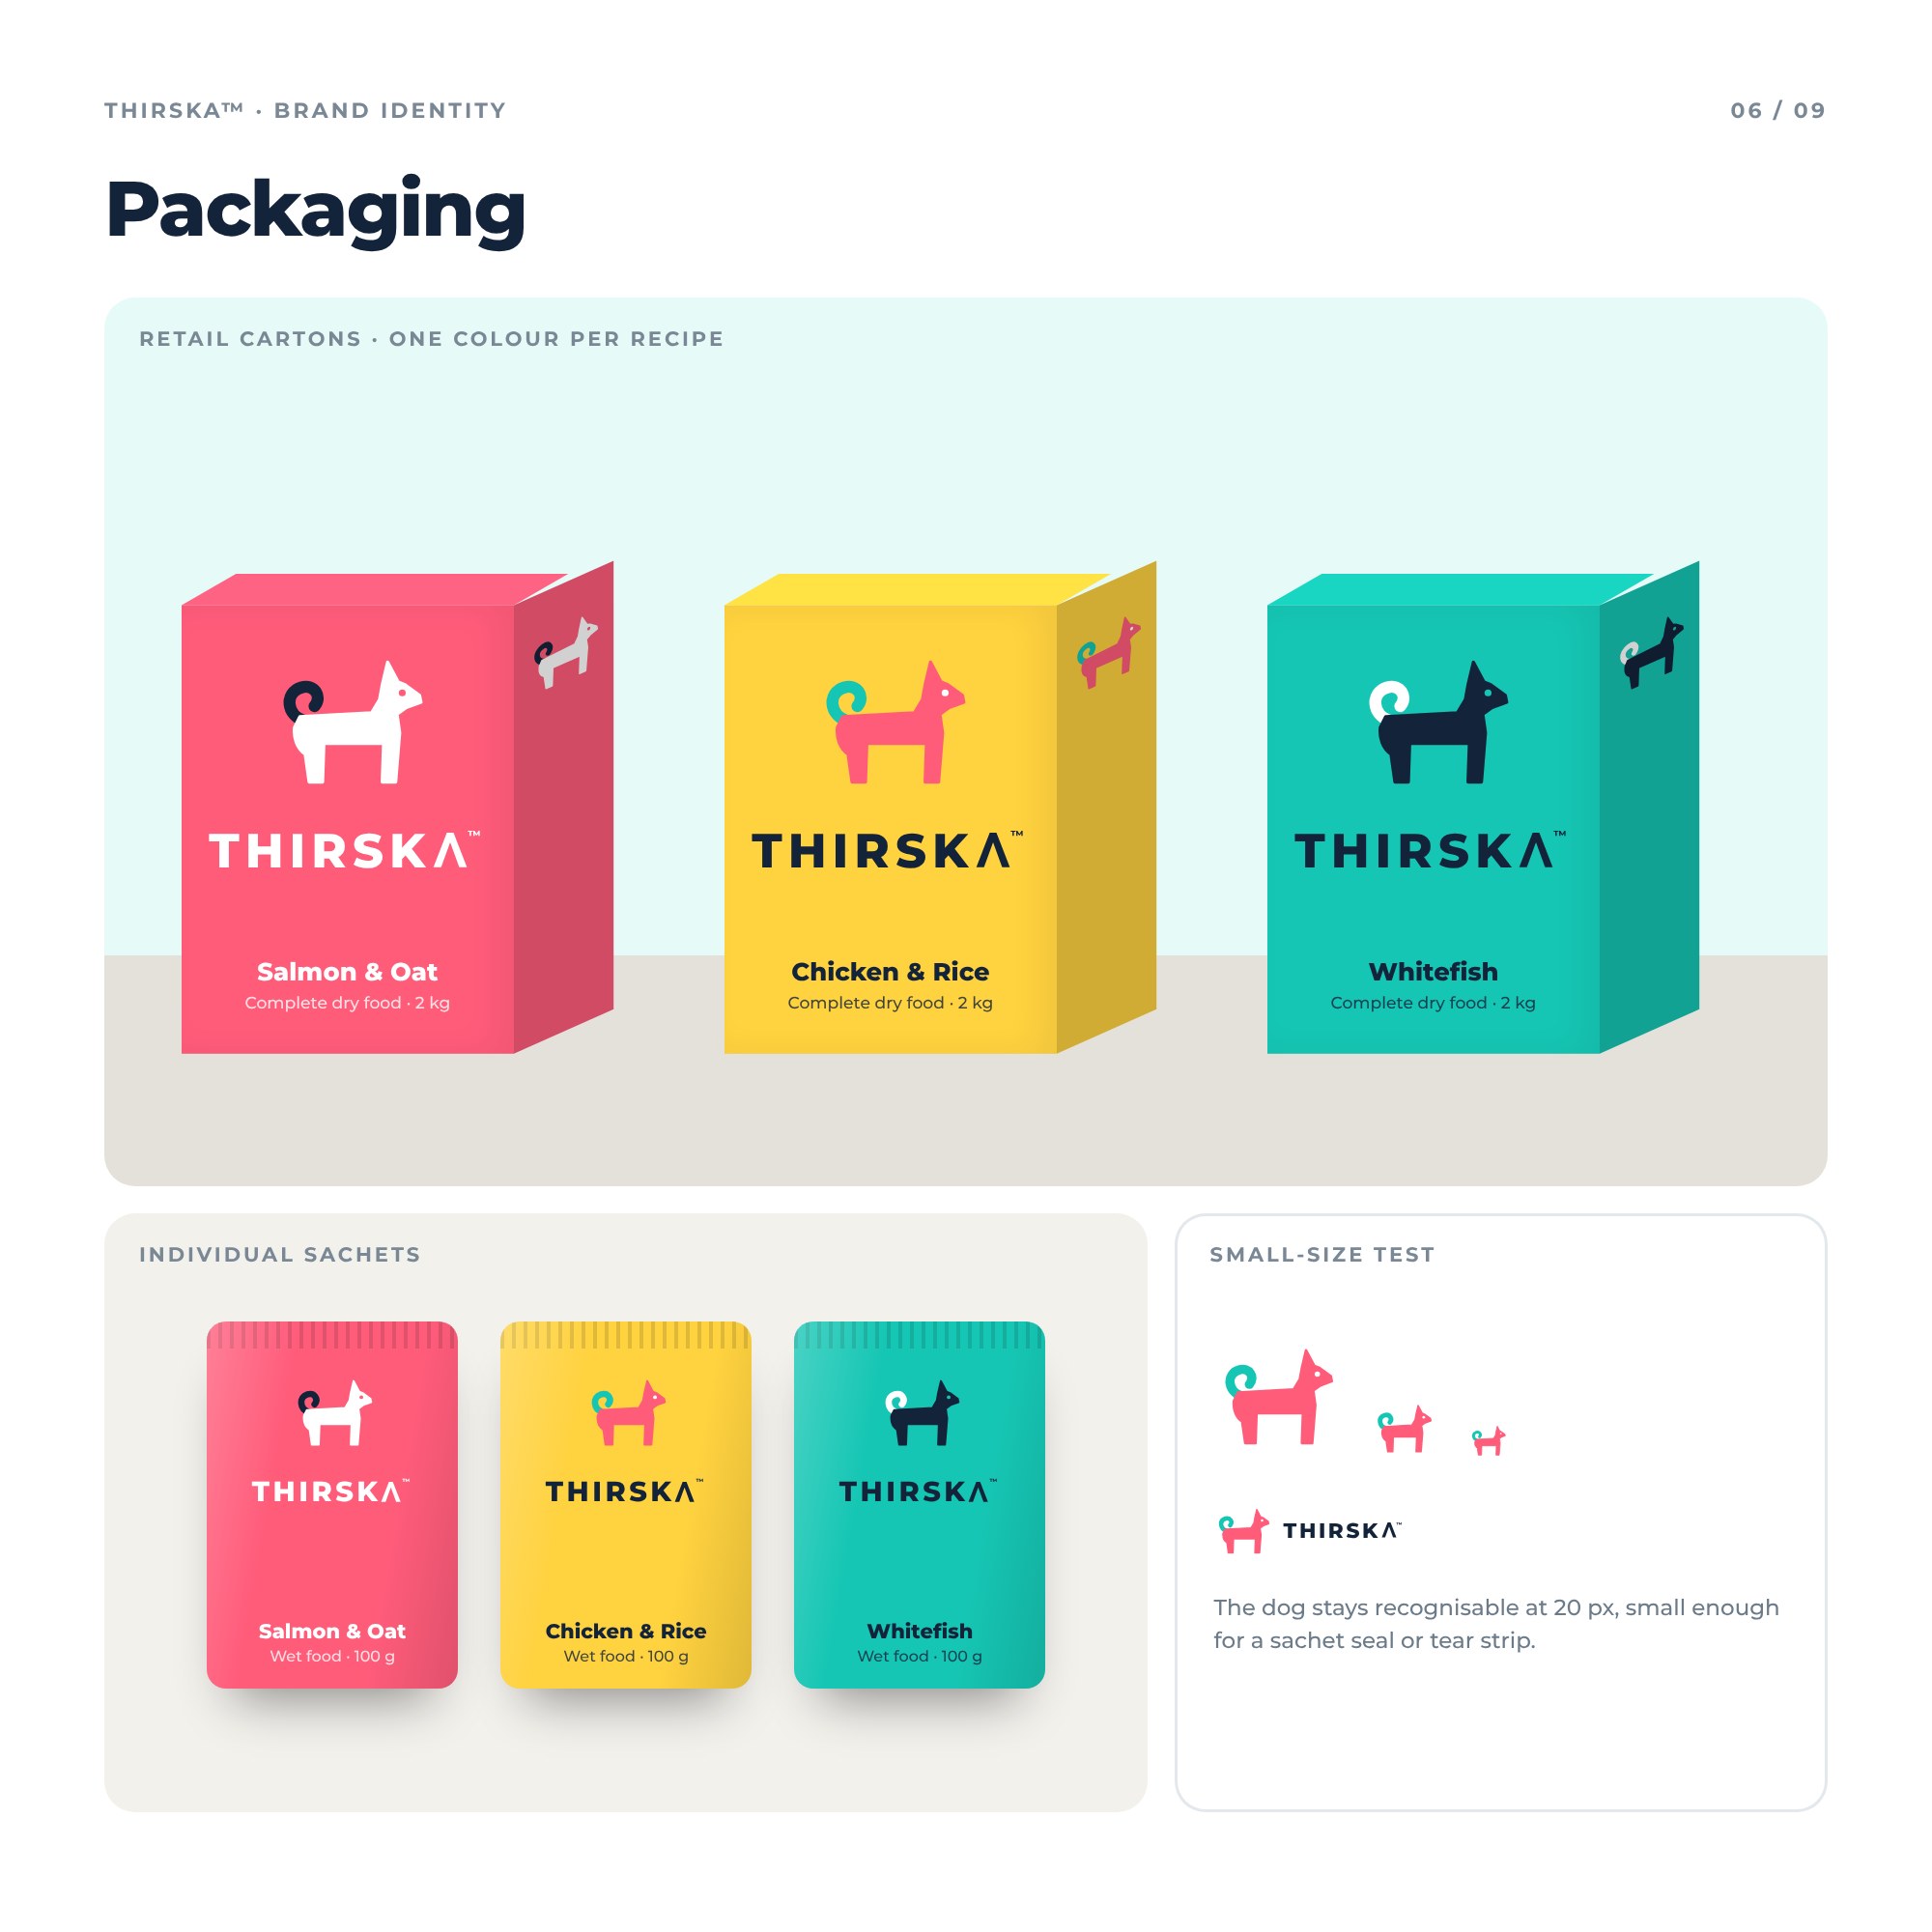 THIRSKA™ · BRAND IDENTITY
06 / 09
Packaging
RETAIL CARTONS · ONE COLOUR PER RECIPE
THIRSKΛ™
Salmon & Oat
Complete dry food · 2 kg
THIRSKΛ™
Chicken & Rice
Complete dry food · 2 kg
THIRSKΛ™
Whitefish
Complete dry food · 2 kg
INDIVIDUAL SACHETS
THIRSKΛ™
Salmon & Oat
Wet food · 100 g
THIRSKΛ™
Chicken & Rice
Wet food · 100 g
THIRSKΛ™
Whitefish
Wet food · 100 g
SMALL-SIZE TEST
THIRSKΛ™
The dog stays recognisable at 20 px, small enough
for a sachet seal or tear strip.